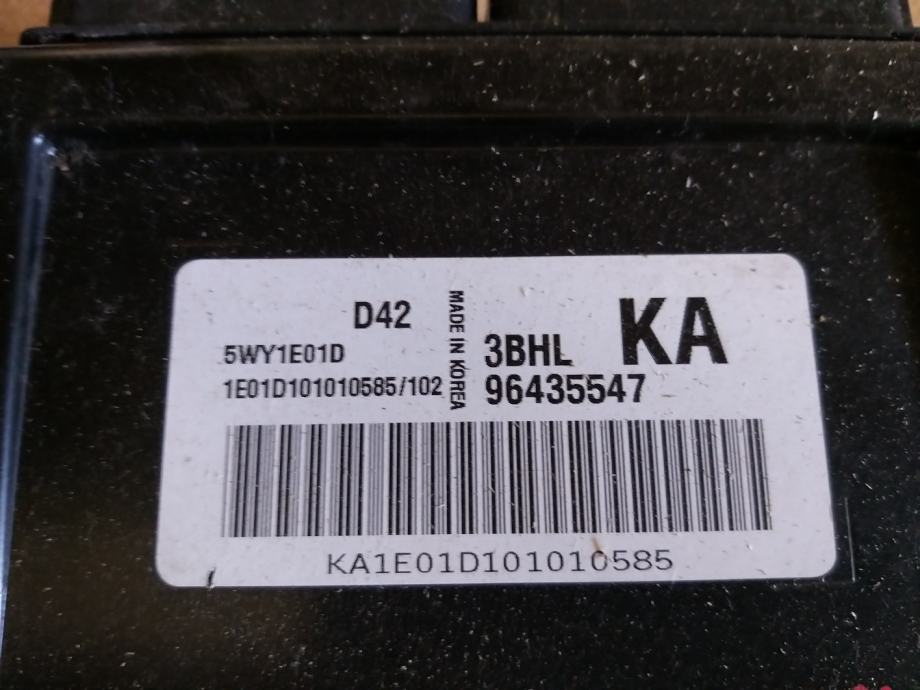 D42
5WY1E01D
1E01D101010585/102
MADE IN KOREA
3BHL KA
96435547
KA1E01D101010585